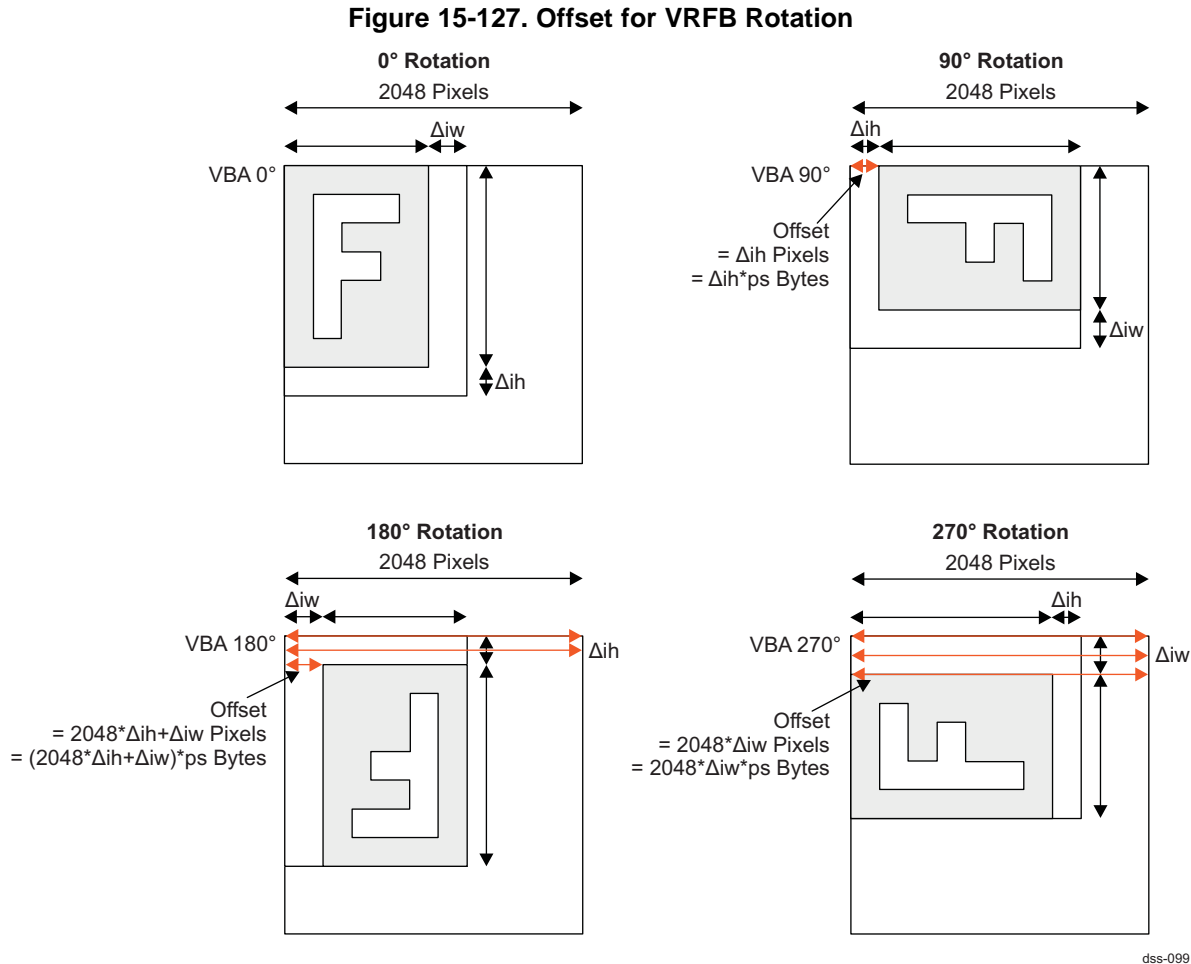 Figure 15-127. Offset for VRFB Rotation
0° Rotation
2048 Pixels
Δiw
VBA 0°
Δih
90° Rotation
2048 Pixels
Δih
VBA 90°
Offset
= Δih Pixels
= Δih*ps Bytes
Δiw
180° Rotation
2048 Pixels
Δiw
VBA 180°
Δih
Offset
= 2048*Δih+Δiw Pixels
= (2048*Δih+Δiw)*ps Bytes
270° Rotation
2048 Pixels
Δih
VBA 270°
Δiw
Offset
= 2048*Δiw Pixels
= 2048*Δiw*ps Bytes
dss-099